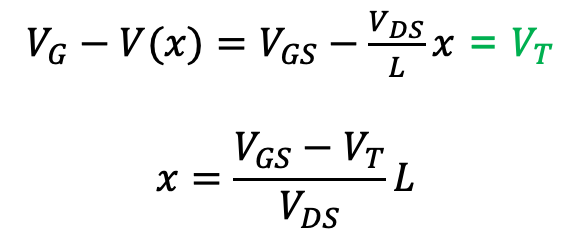 V_G − V(x) = V_GS − V_DS/L x = V_T
x = (V_GS − V_T)/V_DS L